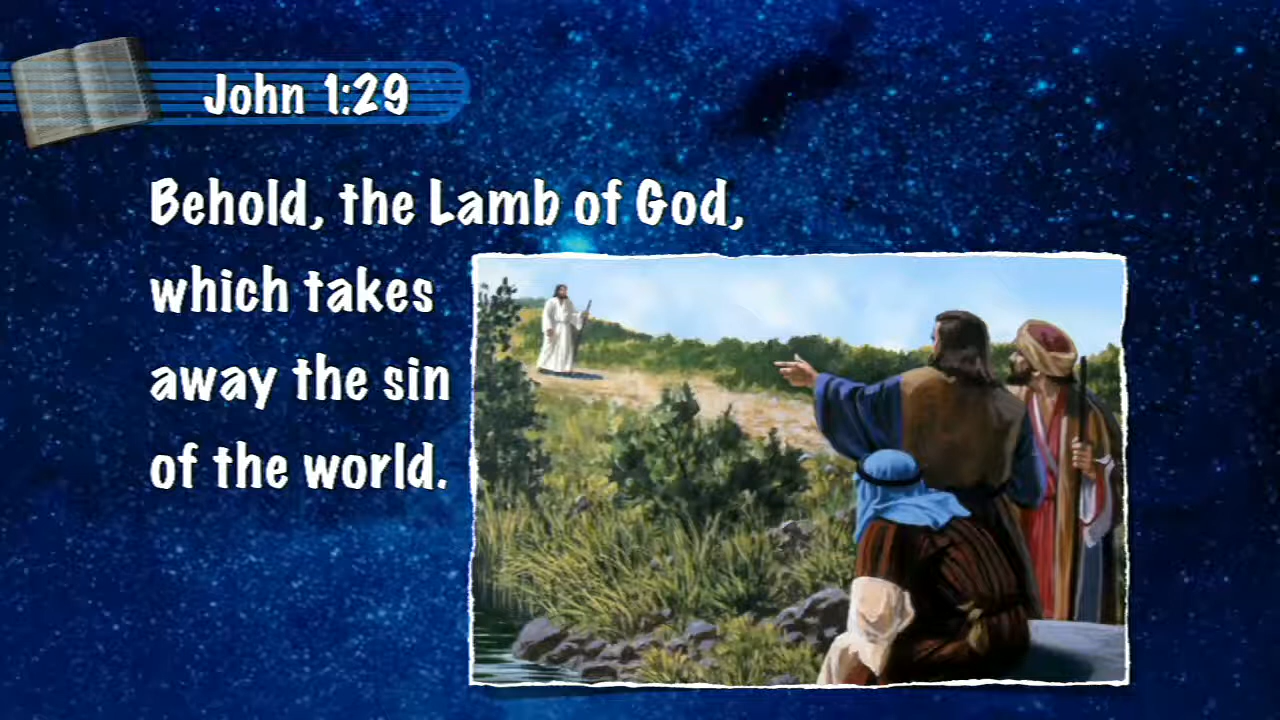 John 1:29
Behold, the Lamb of God,
which takes
away the sin
of the world.